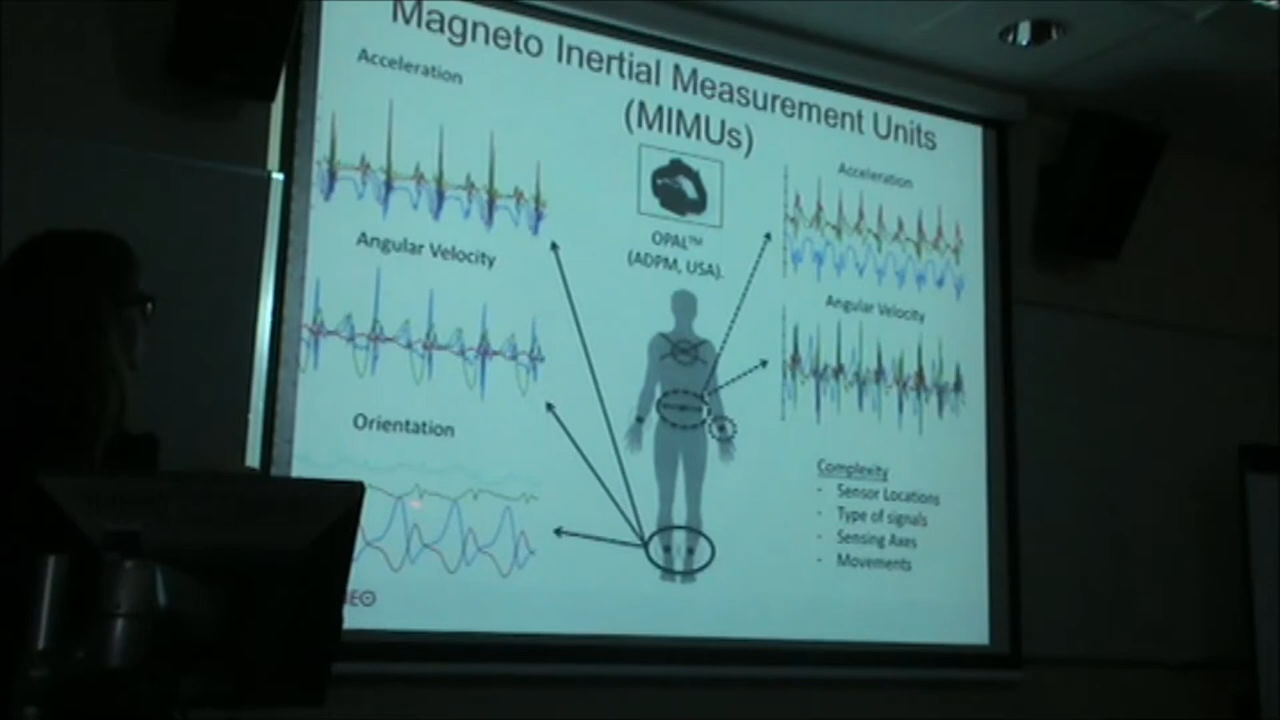 Magneto Inertial Measurement Units
(MIMUs)
Acceleration
Angular Velocity
Orientation
OPAL™
(ADPM, USA).
Acceleration
Angular Velocity
Complexity
· Sensor Locations
· Type of signals
· Sensing Axes
· Movements